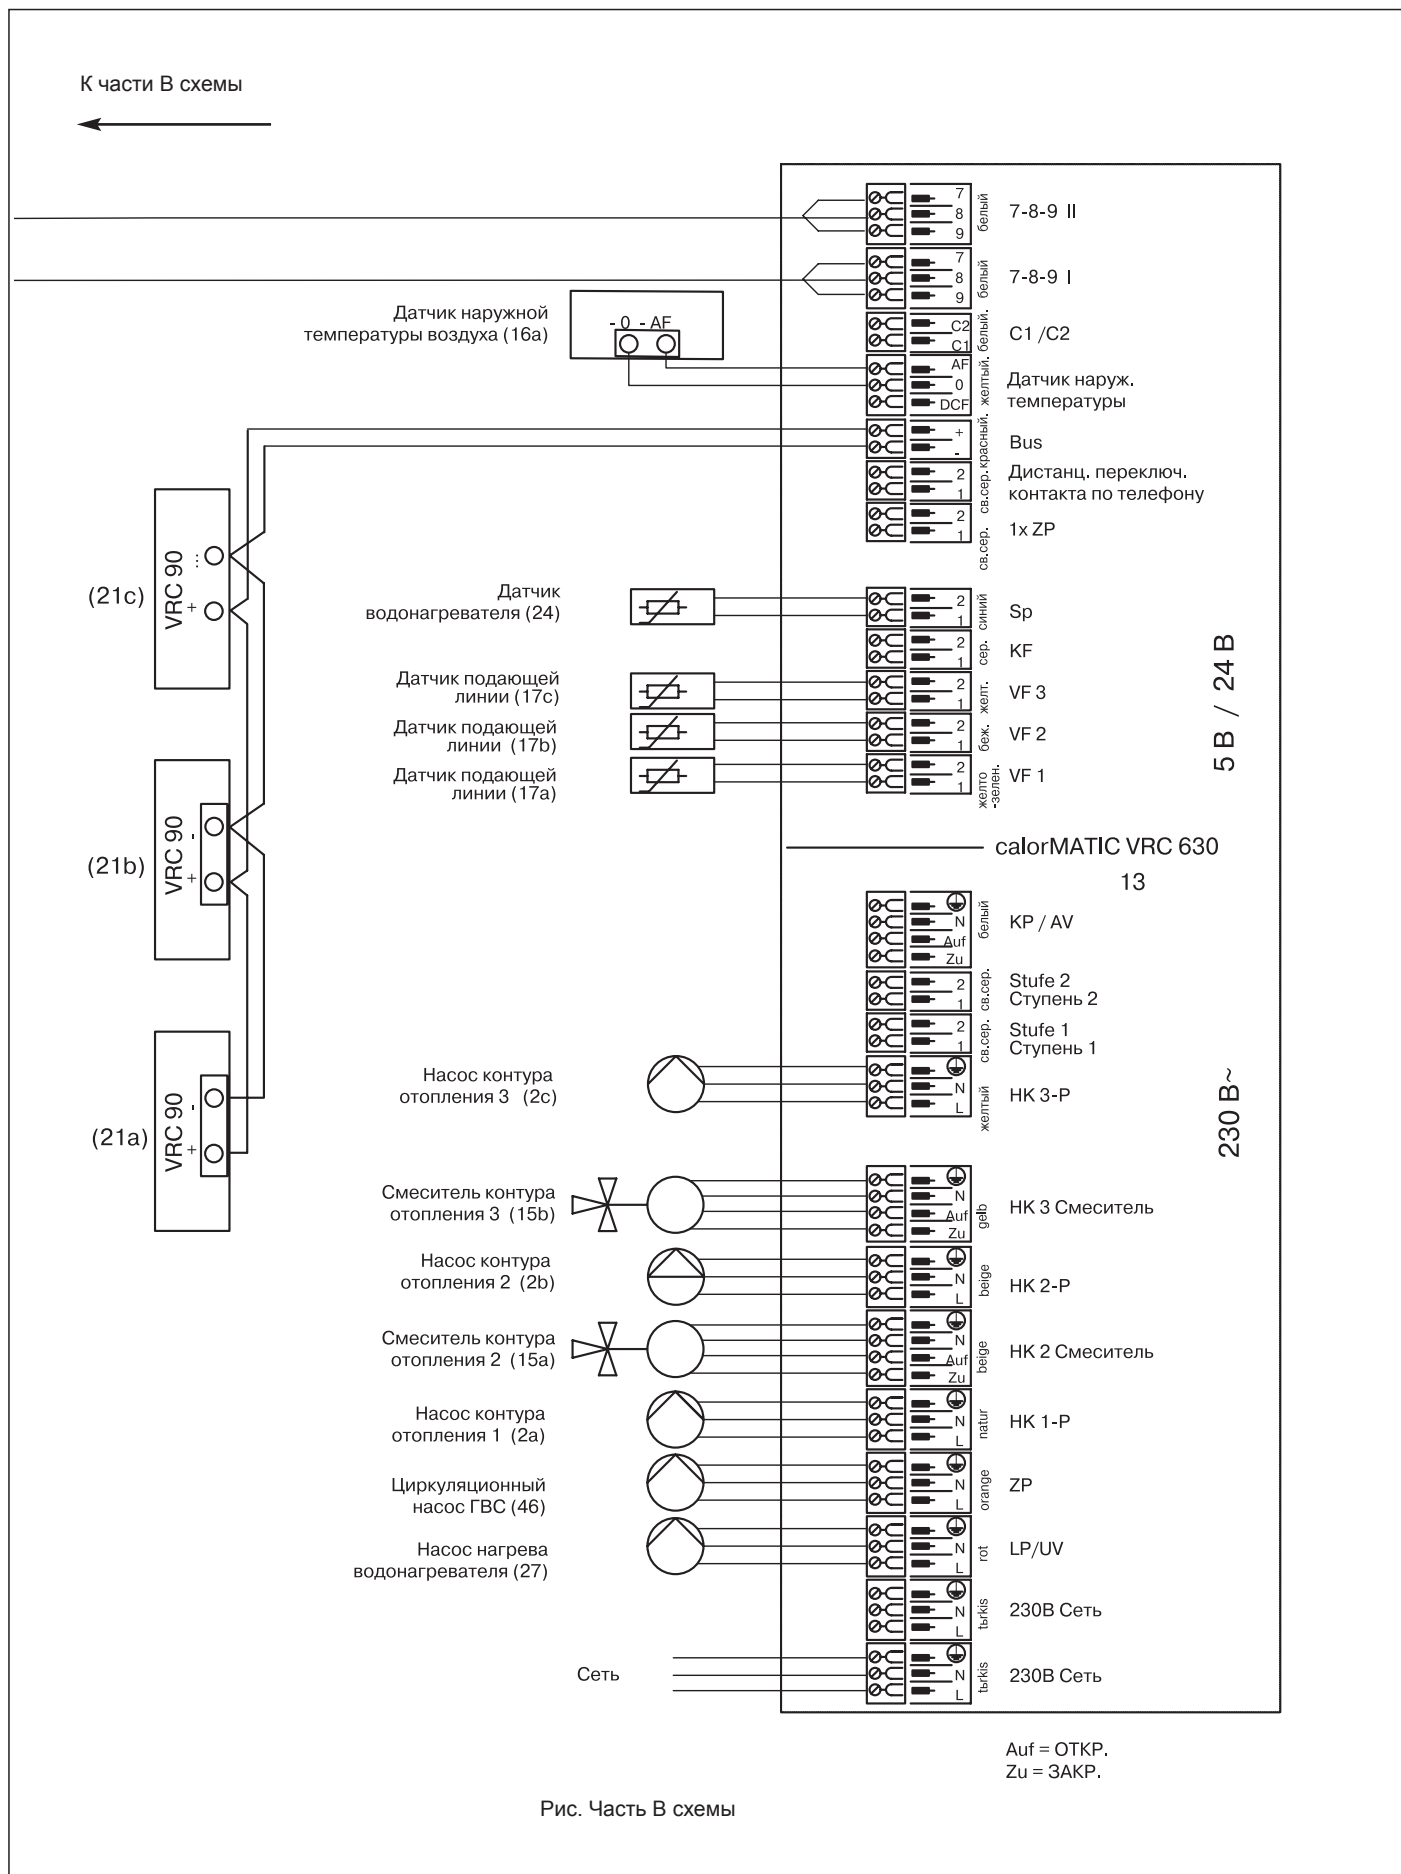 К части В схемы
7
8
9
белый
7-8-9 II
7
8
9
белый
7-8-9 I
Датчик наружной
температуры воздуха (16а)
- 0 - AF
C2
C1
белый.
C1 /C2
AF
0
DCF
желтый.
Датчик наруж.
температуры
+
-
красный.
Bus
2
1
св.сер.
Дистанц. переключ.
контакта по телефону
2
1
св.сер.
1x ZP
(21c)
VRC 90
+ ...
Датчик
водонагревателя (24)
2
1
синий
Sp
2
1
сер.
KF
Датчик подающей
линии (17c)
2
1
желт.
VF 3
Датчик подающей
линии (17b)
2
1
беж.
VF 2
Датчик подающей
линии (17a)
2
1
желто
-зелен.
VF 1
5 В / 24 В
(21b)
VRC 90
+ -
calorMATIC VRC 630
13
N
Auf
Zu
белый
KP / AV
2
1
св.сер.
Stufe 2
Ступень 2
2
1
св.сер.
Stufe 1
Ступень 1
(21a)
VRC 90
+ -
Насос контура
отопления 3 (2c)
N
L
желтый
HK 3-P
230 В~
Смеситель контура
отопления 3 (15b)
N
Auf
Zu
gelb
HK 3 Смеситель
Насос контура
отопления 2 (2b)
N
L
beige
HK 2-P
Смеситель контура
отопления 2 (15a)
N
Auf
Zu
beige
HK 2 Смеситель
Насос контура
отопления 1 (2a)
N
L
natur
HK 1-P
Циркуляционный
насос ГВС (46)
N
L
orange
ZP
Насос нагрева
водонагревателя (27)
N
L
rot
LP/UV
N
L
tьrkis
230В Сеть
Сеть
N
L
tьrkis
230В Сеть
Auf = ОТКР.
Zu = ЗАКР.
Рис. Часть В схемы